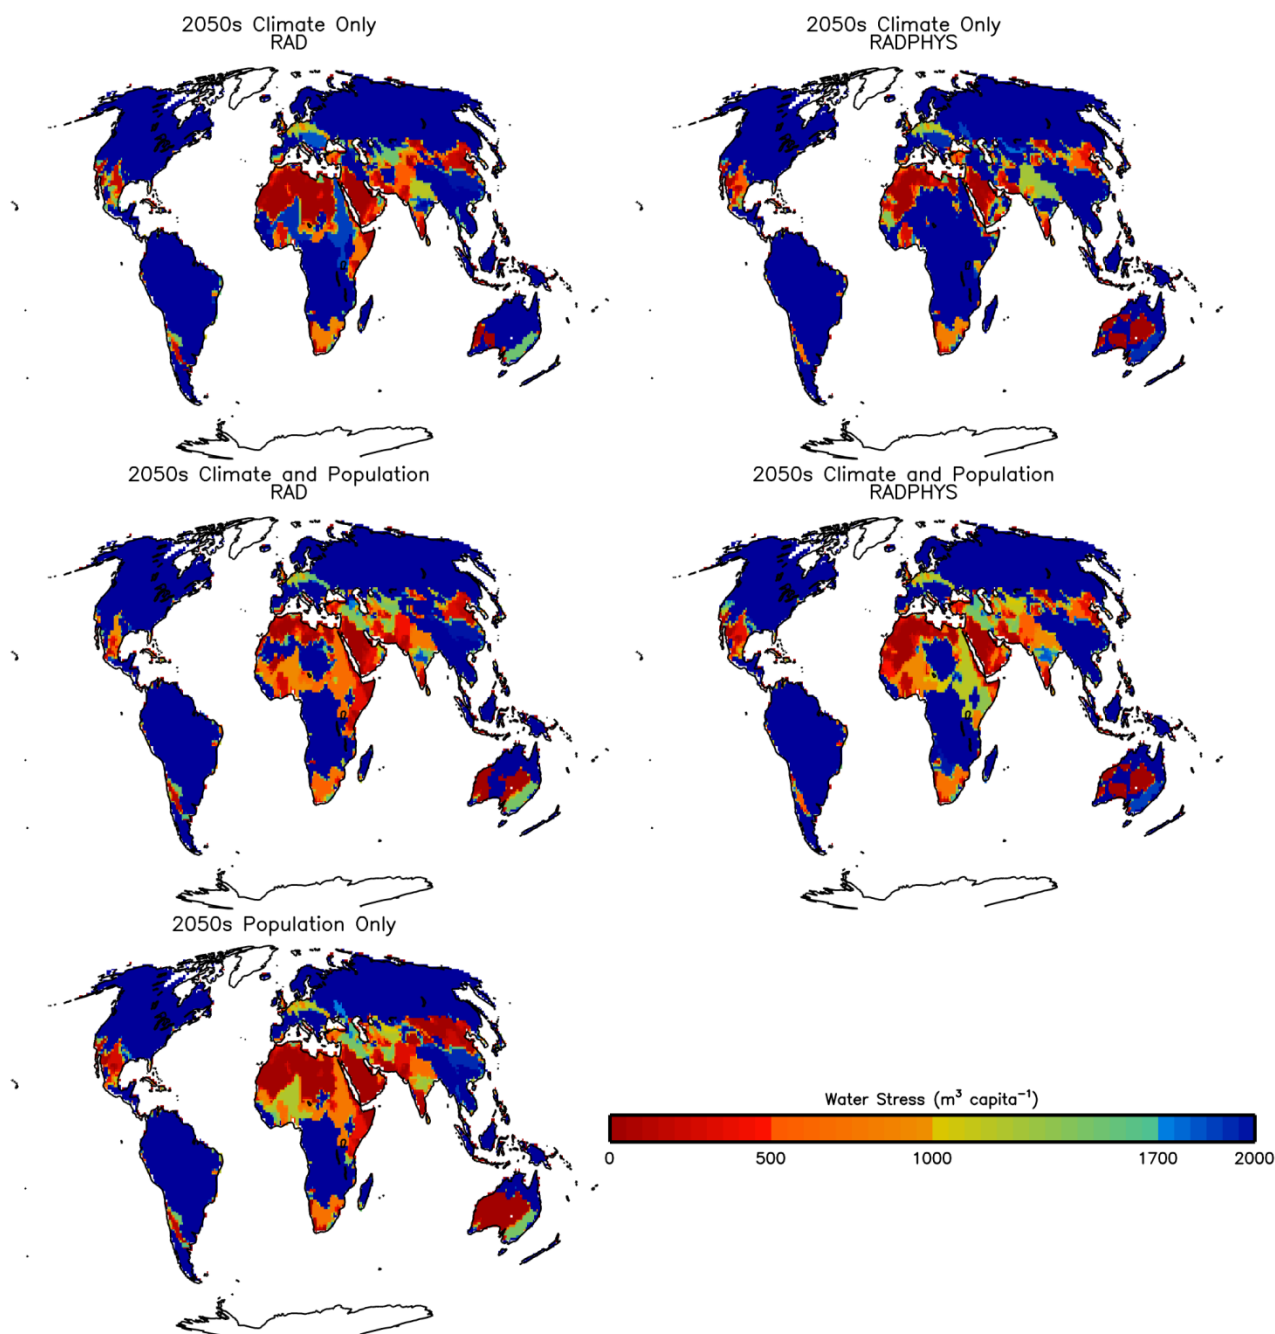 2050s Climate Only
RAD
2050s Climate Only
RADPHYS
2050s Climate and Population
RAD
2050s Climate and Population
RADPHYS
2050s Population Only
Water Stress (m³ capita⁻¹)
0 500 1000 1700 2000